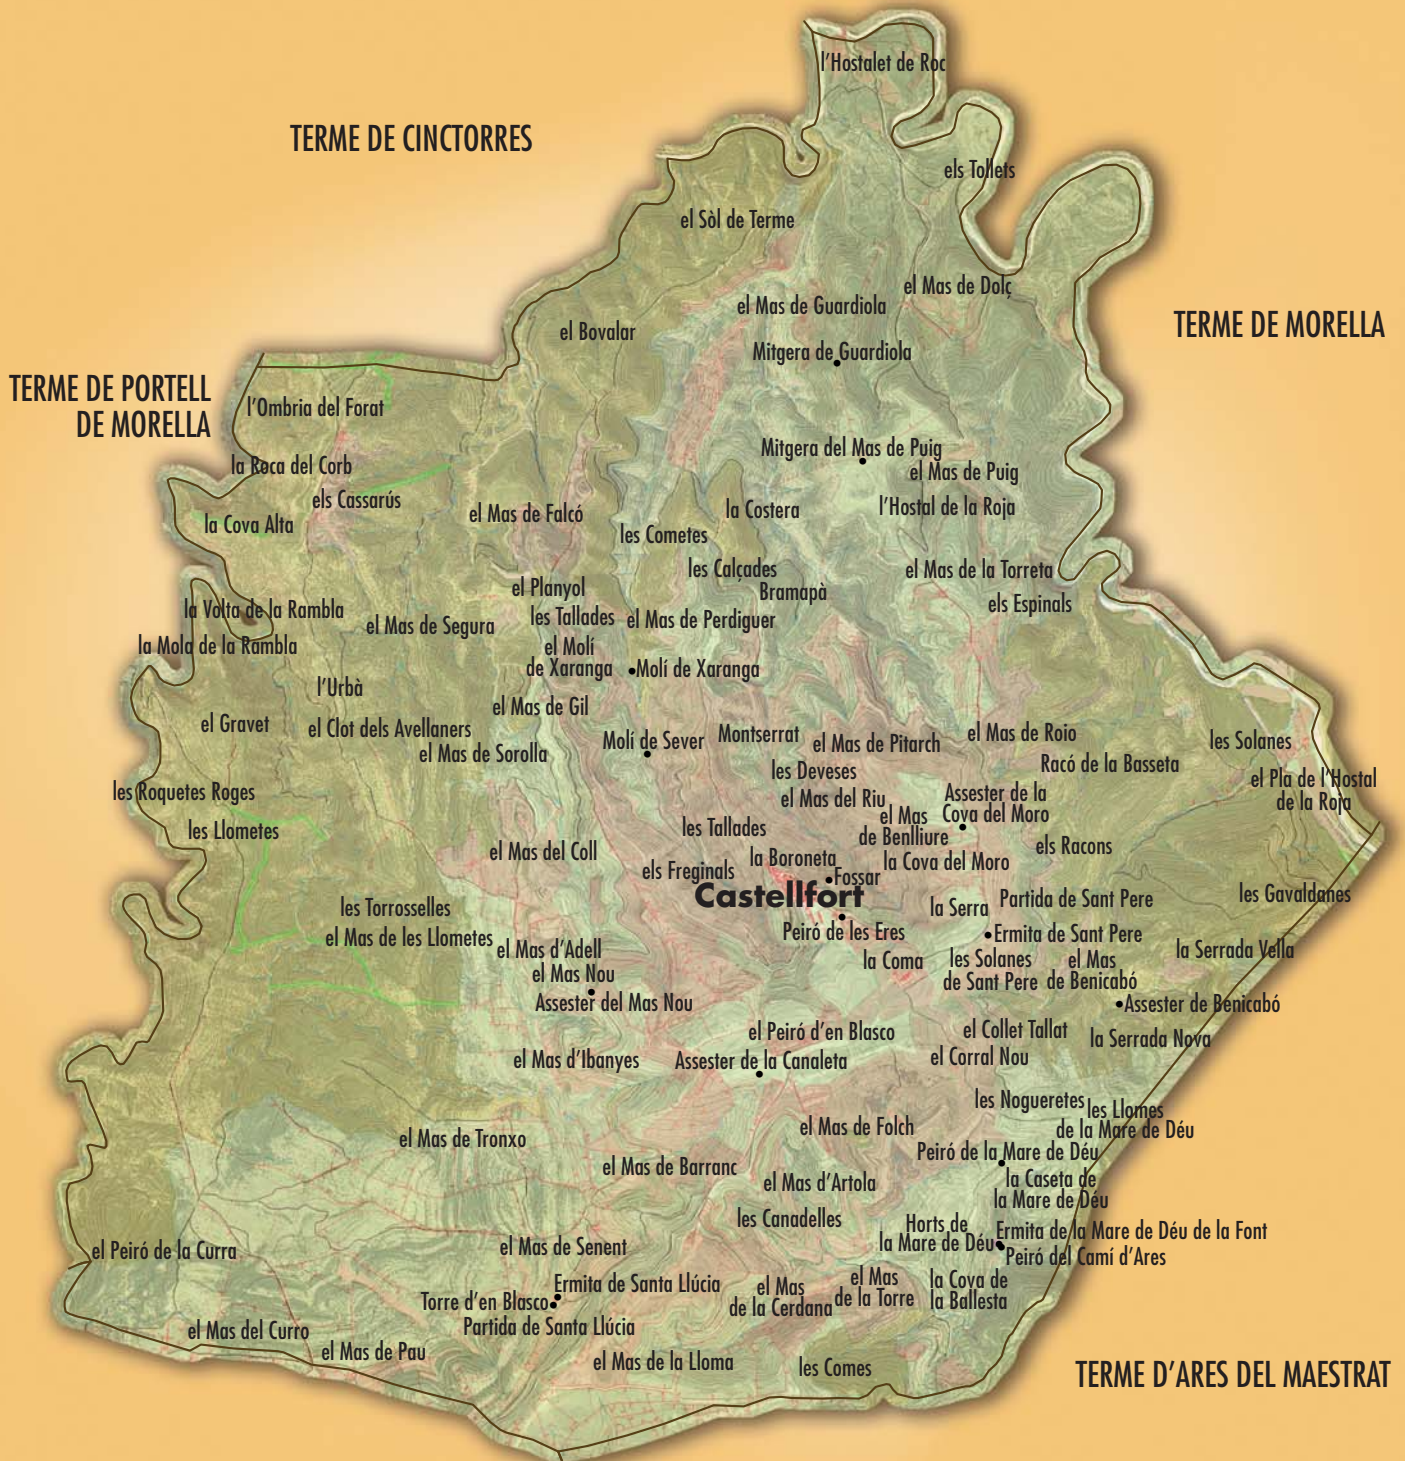 l'Hostalet de Roc
TERME DE CINCTORRES
els Tollets
el Sòl de Terme
el Mas de Dolç
el Mas de Guardiola
TERME DE MORELLA
el Bovalar
Mitgera de Guardiola
TERME DE PORTELL
DE MORELLA
l'Ombria del Forat
Mitgera del Mas de Puig
la Roca del Corb
el Mas de Puig
els Cassarús
l'Hostal de la Roja
la Costera
el Mas de Falcó
la Cova Alta
les Cometes
les Calçades
el Mas de la Torreta
el Planyol
Bramapà
els Espinals
la Volta de la Rambla
les Tallades
el Mas de Perdiguer
el Mas de Segura
la Mola de la Rambla
el Molí
de Xaranga
Molí de Xaranga
l'Urbà
el Mas de Gil
el Gravet
el Clot dels Avellaners
Montserrat
el Mas de Roio
Molí de Sever
el Mas de Pitarch
les Solanes
el Mas de Sorolla
Racó de la Basseta
les Deveses
el Pla de l'Hostal
de la Roja
les Roquetes Roges
el Mas del Riu
Assester de la
Cova del Moro
el Mas
de Benlliure
les Llometes
les Tallades
els Racons
el Mas del Coll
la Boroneta
la Cova del Moro
els Freginals
Fossar
Castellfort
les Gavaldanes
Partida de Sant Pere
les Torrosselles
la Serra
Peiró de les Eres
Ermita de Sant Pere
el Mas de les Llometes
el Mas d'Adell
la Serrada Vella
la Coma
les Solanes
de Sant Pere
el Mas
de Benicabó
el Mas Nou
Assester del Mas Nou
Assester de Benicabó
el Peiró d'en Blasco
el Collet Tallat
la Serrada Nova
el Mas d'Ibanyes
Assester de la Canaleta
el Corral Nou
les Nogueretes
les Llomes
de la Mare de Déu
el Mas de Folch
el Mas de Tronxo
Peiró de la Mare de Déu
el Mas de Barranc
el Mas d'Artola
la Caseta de
la Mare de Déu
les Canadelles
Horts de
la Mare de Déu
Ermita de la Mare de Déu de la Font
el Peiró de la Curra
el Mas de Senent
Peiró del Camí d'Ares
Ermita de Santa Llúcia
el Mas
de la Cerdana
el Mas
de la Torre
la Cova de
la Ballesta
Torre d'en Blasco
Partida de Santa Llúcia
el Mas del Curro
el Mas de Pau
el Mas de la Lloma
les Comes
TERME D'ARES DEL MAESTRAT